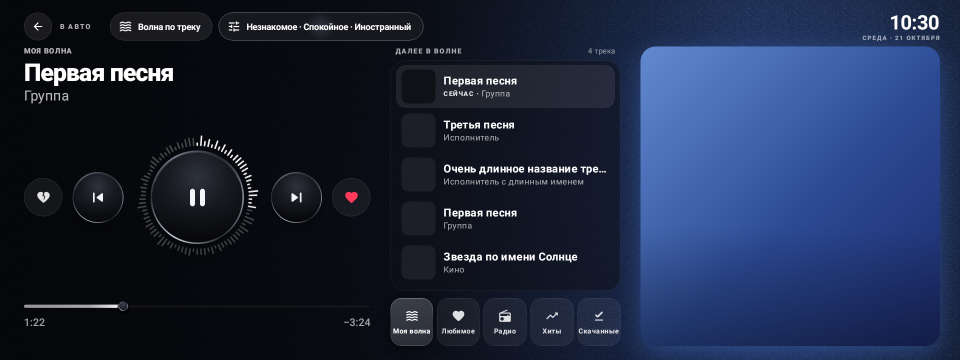 В АВТО
Волна по треку
Незнакомое · Спокойное · Иностранный
10:30
СРЕДА · 21 ОКТЯБРЯ
МОЯ ВОЛНА
Первая песня
Группа
1:22
−3:24
ДАЛЕЕ В ВОЛНЕ
4 трека
Первая песня
СЕЙЧАС · Группа
Третья песня
Исполнитель
Очень длинное название тре…
Исполнитель с длинным именем
Первая песня
Группа
Звезда по имени Солнце
Кино
Моя волна
Любимое
Радио
Хиты
Скачанные